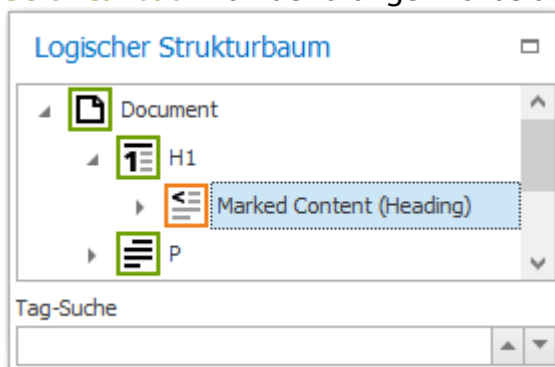 Logischer Strukturbaum
Document
H1
Marked Content (Heading)
P
Tag-Suche